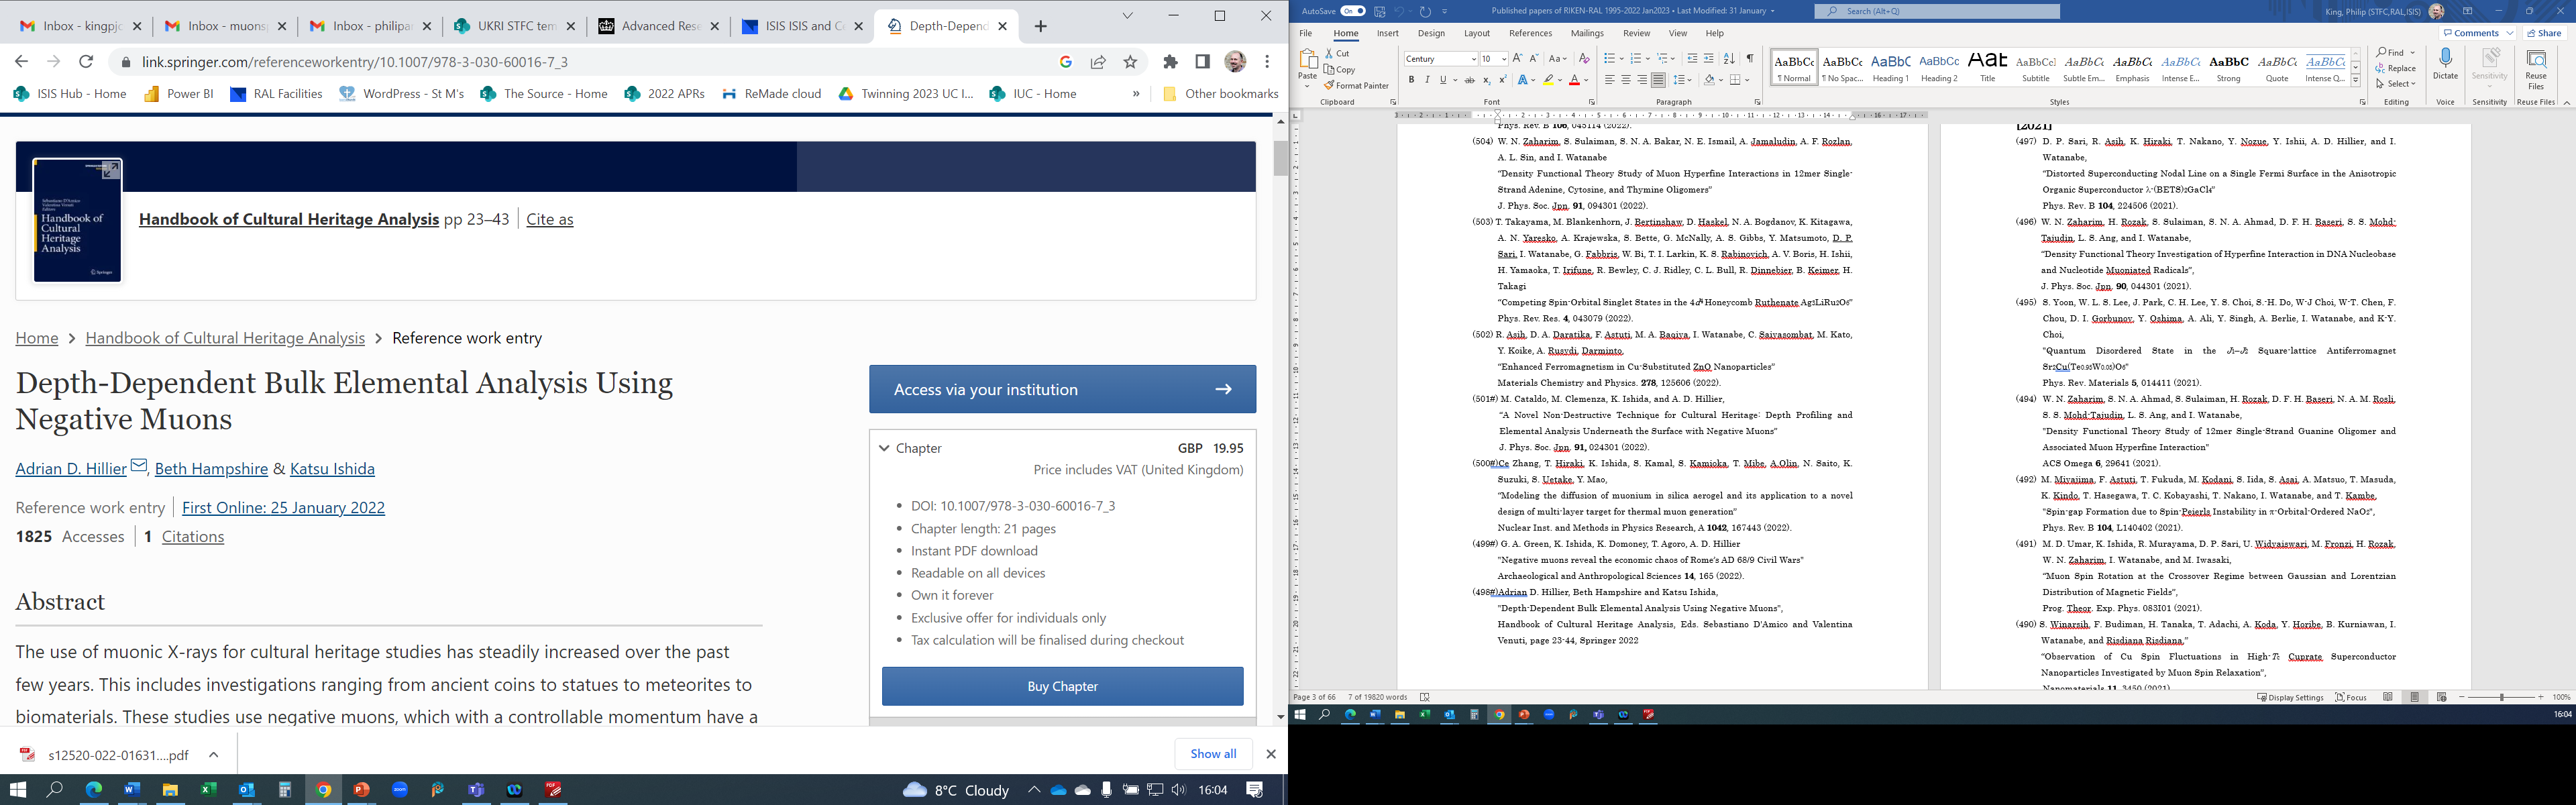 Inbox - kingpjc
Inbox - muonsp
Inbox - philipar
UKRI STFC tem
Advanced Rese
ISIS ISIS and Co
Depth-Depend
link.springer.com/referenceworkentry/10.1007/978-3-030-60016-7_3
ISIS Hub - Home
Power BI
RAL Facilities
WordPress - St M's
The Source - Home
2022 APRs
ReMade cloud
Twinning 2023 UC I...
IUC - Home
»
Other bookmarks
Sebastiano D'Amico
Valentina Venuti
Editors
Handbook of
Cultural
Heritage
Analysis
Springer
Handbook of Cultural Heritage Analysis pp 23–43 | Cite as
Home > Handbook of Cultural Heritage Analysis > Reference work entry
Depth-Dependent Bulk Elemental Analysis Using
Negative Muons
Adrian D. Hillier, Beth Hampshire & Katsu Ishida
Reference work entry | First Online: 25 January 2022
1825 Accesses | 1 Citations
Abstract
The use of muonic X-rays for cultural heritage studies has steadily increased over the past
few years. This includes investigations ranging from ancient coins to statues to meteorites to
biomaterials. These studies use negative muons, which with a controllable momentum have a
Access via your institution →
Chapter GBP 19.95
Price includes VAT (United Kingdom)
• DOI: 10.1007/978-3-030-60016-7_3
• Chapter length: 21 pages
• Instant PDF download
• Readable on all devices
• Own it forever
• Exclusive offer for individuals only
• Tax calculation will be finalised during checkout
Buy Chapter
s12520-022-01631....pdf
Show all
8°C Cloudy
16:04
AutoSave On
Published papers of RIKEN-RAL 1995-2022 Jan2023 • Last Modified: 31 January
Search (Alt+Q)
King, Philip (STFC,RAL,ISIS)
File Home Insert Design Layout References Mailings Review View Help
Comments Share
Paste
Cut
Copy
Format Painter
Clipboard
Century 10
Font
Paragraph
¶ Normal
¶ No Spac...
Heading 1
Heading 2
Title
Subtitle
Subtle Em...
Emphasis
Intense E...
Strong
Quote
Intense Q...
Styles
Find
Replace
Select
Editing
Dictate
Voice
Sensitivity
Sensitivity
Reuse
Files
Reuse Files
Phys. Rev. B 106, 045114 (2022).
(504) W. N. Zaharim, S. Sulaiman, S. N. A. Bakar, N. E. Ismail, A. Jamaludin, A. F. Rozlan,
A. L. Sin, and I. Watanabe
"Density Functional Theory Study of Muon Hyperfine Interactions in 12mer Single-
Strand Adenine, Cytosine, and Thymine Oligomers"
J. Phys. Soc. Jpn. 91, 094301 (2022).
(503) T. Takayama, M. Blankenhorn, J. Bertinshaw, D. Haskel, N. A. Bogdanov, K. Kitagawa,
A. N. Yaresko, A. Krajewska, S. Bette, G. McNally, A. S. Gibbs, Y. Matsumoto, D. P.
Sari, I. Watanabe, G. Fabbris, W. Bi, T. I. Larkin, K. S. Rabinovich, A. V. Boris, H. Ishii,
H. Yamaoka, T. Irifune, R. Bewley, C. J. Ridley, C. L. Bull, R. Dinnebier, B. Keimer, H.
Takagi
"Competing Spin-Orbital Singlet States in the 4d⁴ Honeycomb Ruthenate Ag3LiRu2O6"
Phys. Rev. Res. 4, 043079 (2022).
(502) R. Asih, D. A. Daratika, F. Astuti, M. A. Baqiya, I. Watanabe, C. Saiyasombat, M. Kato,
Y. Koike, A. Rusydi, Darminto,
"Enhanced Ferromagnetism in Cu-Substituted ZnO Nanoparticles"
Materials Chemistry and Physics. 278, 125606 (2022).
(501#) M. Cataldo, M. Clemenza, K. Ishida, and A. D. Hillier,
"A Novel Non-Destructive Technique for Cultural Heritage: Depth Profiling and
Elemental Analysis Underneath the Surface with Negative Muons"
J. Phys. Soc. Jpn. 91, 024301 (2022).
(500#)Ce Zhang, T. Hiraki, K. Ishida, S. Kamal, S. Kamioka, T. Mibe, A.Olin, N. Saito, K.
Suzuki, S. Uetake, Y. Mao,
"Modeling the diffusion of muonium in silica aerogel and its application to a novel
design of multi-layer target for thermal muon generation"
Nuclear Inst. and Methods in Physics Research, A 1042, 167443 (2022).
(499#) G. A. Green, K. Ishida, K. Domoney, T. Agoro, A. D. Hillier
"Negative muons reveal the economic chaos of Rome's AD 68/9 Civil Wars"
Archaeological and Anthropological Sciences 14, 165 (2022).
(498#)Adrian D. Hillier, Beth Hampshire and Katsu Ishida,
"Depth-Dependent Bulk Elemental Analysis Using Negative Muons",
Handbook of Cultural Heritage Analysis, Eds. Sebastiano D'Amico and Valentina
Venuti, page 23-44, Springer 2022
[2021]
(497) D. P. Sari, R. Asih, K. Hiraki, T. Nakano, Y. Nozue, Y. Ishii, A. D. Hillier, and I.
Watanabe,
"Distorted Superconducting Nodal Line on a Single Fermi Surface in the Anisotropic
Organic Superconductor λ-(BETS)2GaCl4"
Phys. Rev. B 104, 224506 (2021).
(496) W. N. Zaharim, H. Rozak, S. Sulaiman, S. N. A. Ahmad, D. F. H. Baseri, S. S. Mohd-
Tajudin, L. S. Ang, and I. Watanabe,
"Density Functional Theory Investigation of Hyperfine Interaction in DNA Nucleobase
and Nucleotide Muoniated Radicals",
J. Phys. Soc. Jpn. 90, 044301 (2021).
(495) S. Yoon, W. L. S. Lee, J. Park, C. H. Lee, Y. S. Choi, S.-H. Do, W-J Choi, W-T. Chen, F.
Chou, D. I. Gorbunov, Y. Oshima, A. Ali, Y. Singh, A. Berlie, I. Watanabe, and K-Y.
Choi,
"Quantum Disordered State in the J1–J2 Square-lattice Antiferromagnet
Sr2Cu(Te0.95W0.05)O6"
Phys. Rev. Materials 5, 014411 (2021).
(494) W. N. Zaharim, S. N. A. Ahmad, S. Sulaiman, H. Rozak, D. F. H. Baseri, N. A. M. Rosli,
S. S. Mohd-Tajudin, L. S. Ang, and I. Watanabe,
"Density Functional Theory Study of 12mer Single-Strand Guanine Oligomer and
Associated Muon Hyperfine Interaction"
ACS Omega 6, 29641 (2021).
(492) M. Miyajima, F. Astuti, T. Fukuda, M. Kodani, S. Iida, S. Asai, A. Matsuo, T. Masuda,
K. Kindo, T. Hasegawa, T. C. Kobayashi, T. Nakano, I. Watanabe, and T. Kambe,
"Spin-gap Formation due to Spin-Peierls Instability in π-Orbital-Ordered NaO2",
Phys. Rev. B 104, L140402 (2021).
(491) M. D. Umar, K. Ishida, R. Murayama, D. P. Sari, U. Widyaiswari, M. Fronzi, H. Rozak,
W. N. Zaharim, I. Watanabe, and M. Iwasaki,
"Muon Spin Rotation at the Crossover Regime between Gaussian and Lorentzian
Distribution of Magnetic Fields",
Prog. Theor. Exp. Phys. 083I01 (2021).
(490) S. Winarsih, F. Budiman, H. Tanaka, T. Adachi, A. Koda, Y. Horibe, B. Kurniawan, I.
Watanabe, and Risdiana Risdiana,"
"Observation of Cu Spin Fluctuations in High-Tc Cuprate Superconductor
Nanoparticles Investigated by Muon Spin Relaxation",
Nanomaterials 11, 3450 (2021).
Page 3 of 66 7 of 19820 words
Display Settings Focus 100%
16:04